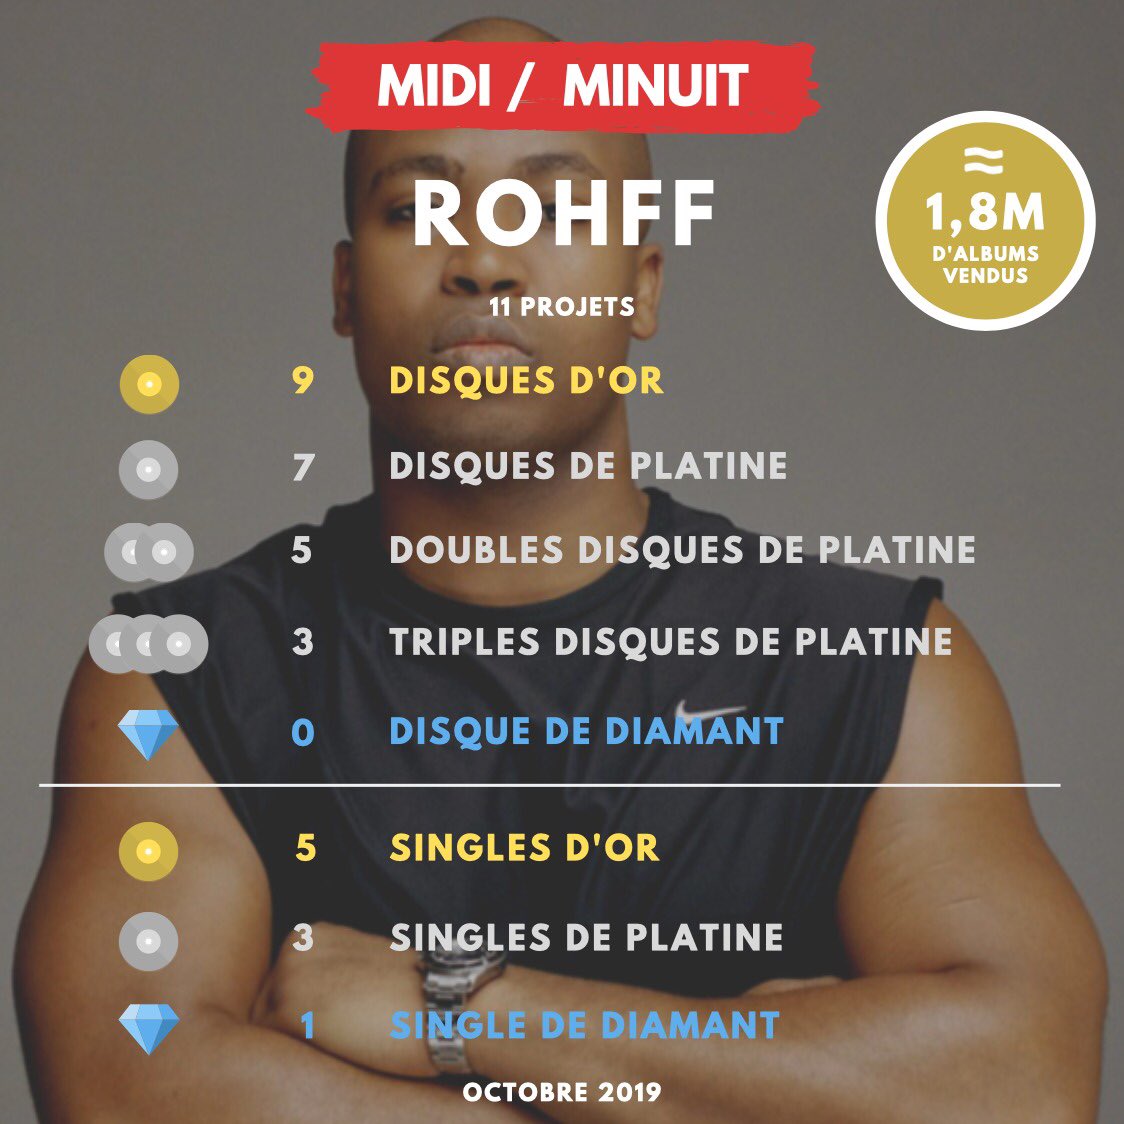 MIDI / MINUIT
ROHFF
≈
1,8M
D'ALBUMS
VENDUS
11 PROJETS
9 DISQUES D'OR
7 DISQUES DE PLATINE
5 DOUBLES DISQUES DE PLATINE
3 TRIPLES DISQUES DE PLATINE
0 DISQUE DE DIAMANT
5 SINGLES D'OR
3 SINGLES DE PLATINE
1 SINGLE DE DIAMANT
OCTOBRE 2019